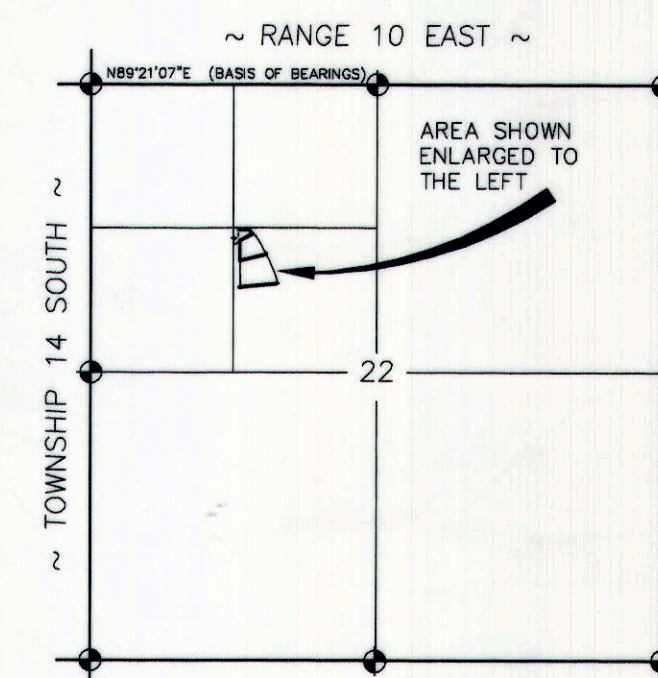 ~ RANGE 10 EAST ~
N89°21'07"E (BASIS OF BEARINGS)
AREA SHOWN
ENLARGED TO
THE LEFT
~ TOWNSHIP 14 SOUTH ~
22